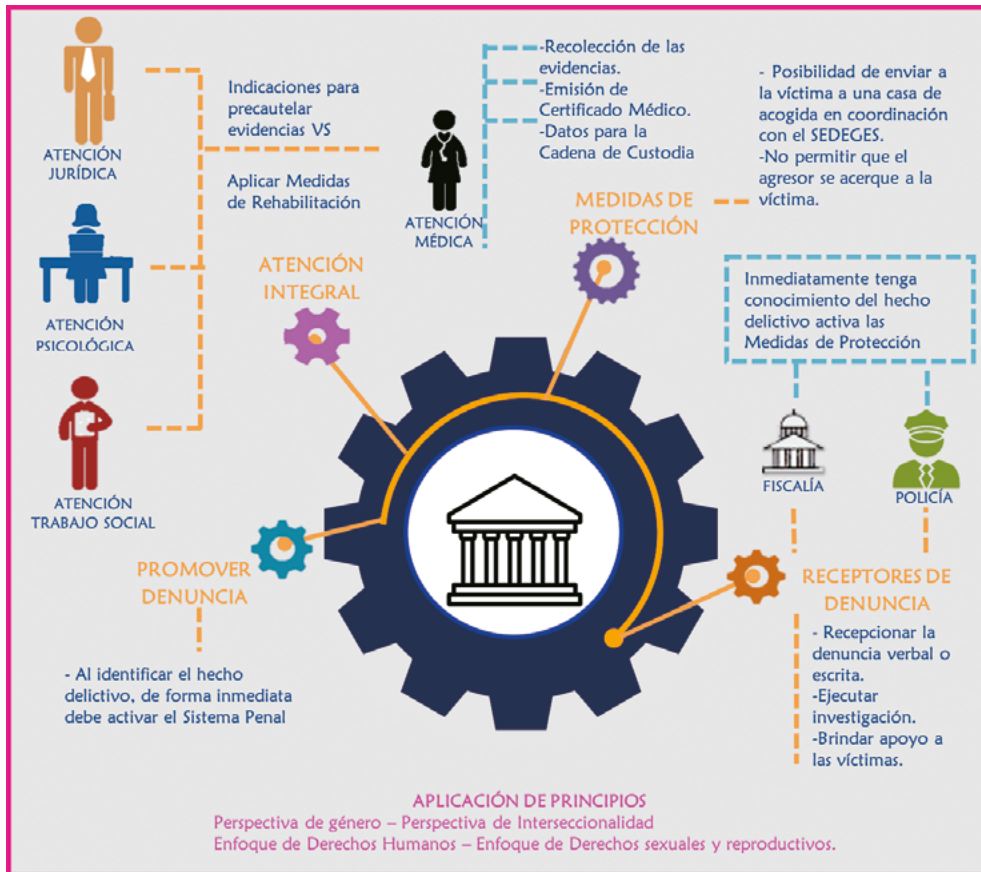 ATENCIÓN
JURÍDICA
Indicaciones para
precautelar
evidencias VS
Aplicar Medidas
de Rehabilitación
ATENCIÓN
PSICOLÓGICA
ATENCIÓN
TRABAJO SOCIAL
ATENCIÓN
MÉDICA
-Recolección de las
evidencias.
-Emisión de
Certificado Médico.
-Datos para la
Cadena de Custodia
ATENCIÓN
INTEGRAL
MEDIDAS DE
PROTECCIÓN
- Posibilidad de enviar a
la víctima a una casa de
acogida en coordinación
con el SEDEGES.
-No permitir que el
agresor se acerque a la
víctima.
Inmediatamente tenga
conocimiento del hecho
delictivo activa las
Medidas de Protección
FISCALÍA
POLICÍA
PROMOVER
DENUNCIA
- Al identificar el hecho
delictivo, de forma inmediata
debe activar el Sistema Penal
RECEPTORES DE
DENUNCIA
- Recepcionar la
denuncia verbal o
escrita.
-Ejecutar
investigación.
-Brindar apoyo a
las víctimas.
APLICACIÓN DE PRINCIPIOS
Perspectiva de género – Perspectiva de Interseccionalidad
Enfoque de Derechos Humanos – Enfoque de Derechos sexuales y reproductivos.